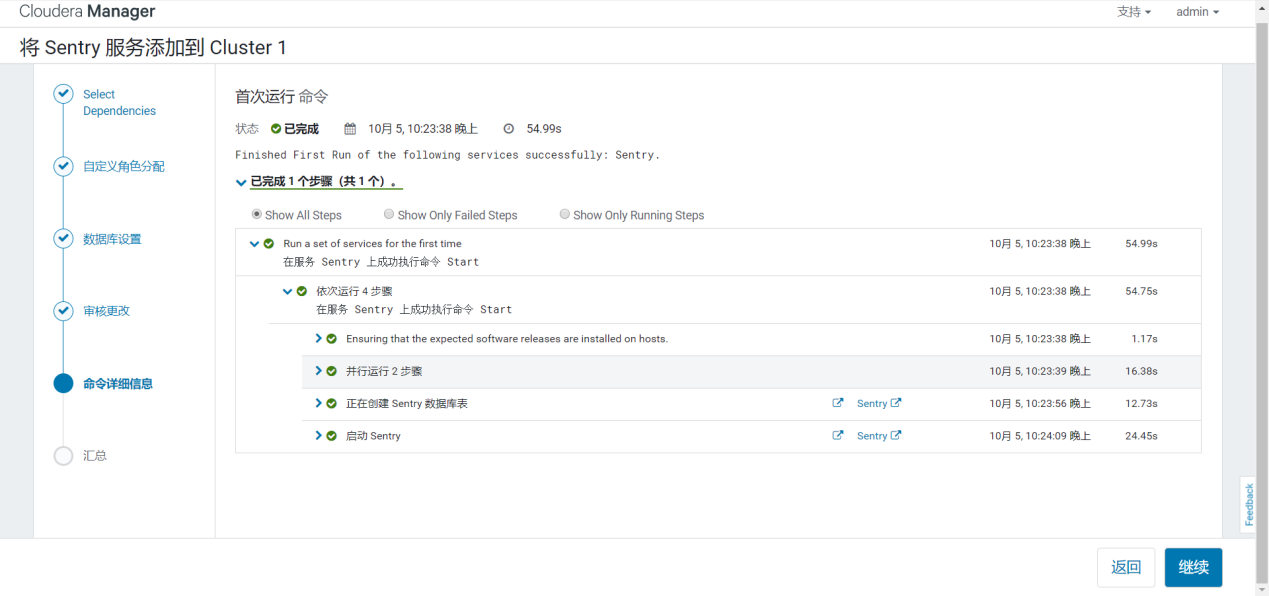 Cloudera Manager
支持 admin
将 Sentry 服务添加到 Cluster 1
Select
Dependencies
自定义角色分配
数据库设置
审核更改
命令详细信息
汇总
首次运行 命令
状态 已完成 10月 5, 10:23:38 晚上 54.99s
Finished First Run of the following services successfully: Sentry.
已完成 1 个步骤（共 1 个）。
Show All Steps Show Only Failed Steps Show Only Running Steps
Run a set of services for the first time 10月 5, 10:23:38 晚上 54.99s
在服务 Sentry 上成功执行命令 Start
依次运行 4 步骤 10月 5, 10:23:38 晚上 54.75s
在服务 Sentry 上成功执行命令 Start
Ensuring that the expected software releases are installed on hosts. 10月 5, 10:23:38 晚上 1.17s
并行运行 2 步骤 10月 5, 10:23:39 晚上 16.38s
正在创建 Sentry 数据库表 Sentry 10月 5, 10:23:56 晚上 12.73s
启动 Sentry Sentry 10月 5, 10:24:09 晚上 24.45s
Feedback
返回 继续